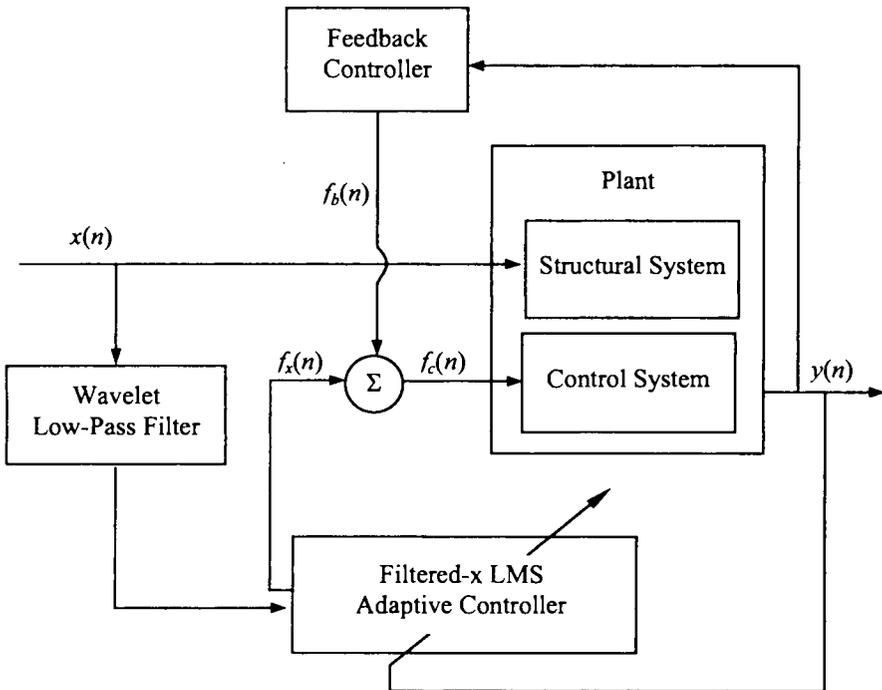 Feedback
Controller
f_b(n)
Plant
x(n)
Structural System
f_x(n)
Σ
f_c(n)
Control System
y(n)
Wavelet
Low-Pass Filter
Filtered-x LMS
Adaptive Controller